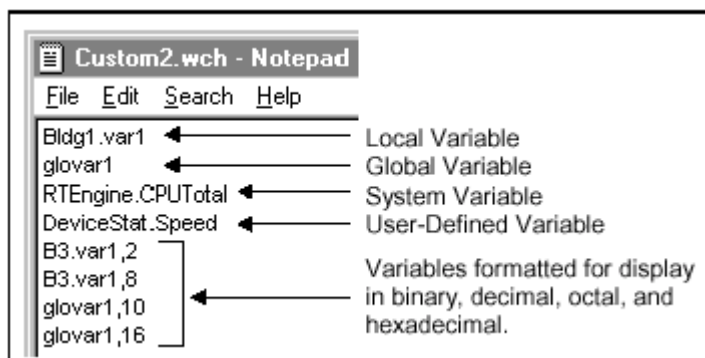 Custom2.wch - Notepad
File Edit Search Help
Bldg1.var1
Local Variable
glovar1
Global Variable
RTEngine.CPUTotal
System Variable
DeviceStat.Speed
User-Defined Variable
B3.var1,2
B3.var1,8
glovar1,10
glovar1,16
Variables formatted for display
in binary, decimal, octal, and
hexadecimal.